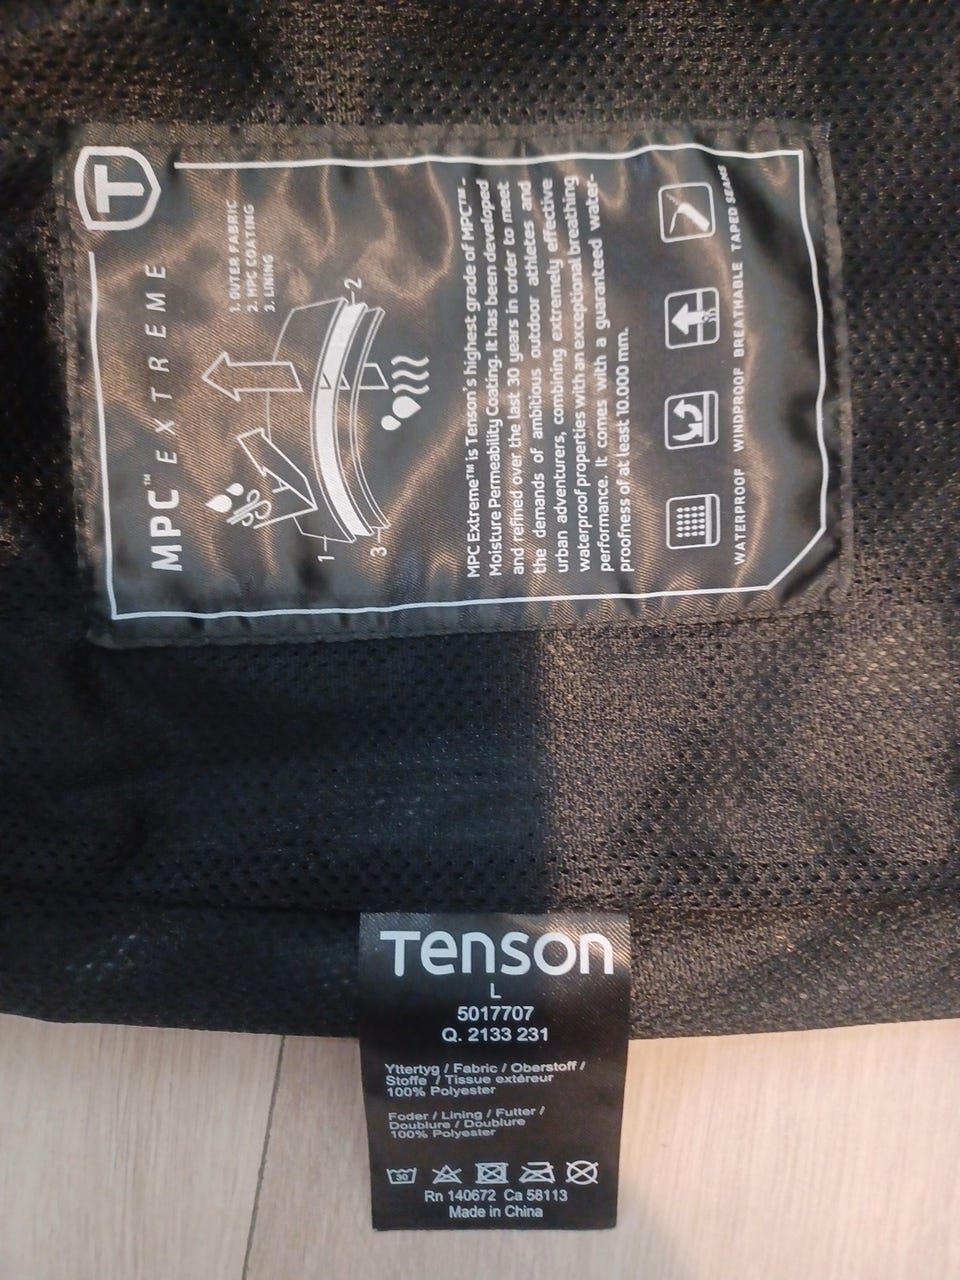 T
MPC™ EXTREME
1. OUTER FABRIC
2. MPC COATING
3. LINING
1
2
3
MPC Extreme™ is Tenson's highest grade of MPC™ -
Moisture Permeability Coating. It has been developed
and refined over the last 30 years in order to meet
the demands of ambitious outdoor athletes and
urban adventurers, combining extremely effective
waterproof properties with an exceptional breathing
performance. It comes with a guaranteed water-
proofness of at least 10.000 mm.
WATERPROOF WINDPROOF BREATHABLE TAPED SEAMS
Tenson
L
5017707
Q. 2133 231
Yttertyg / Fabric / Oberstoff /
Stoffe / Tissue extéreur
100% Polyester
Foder / Lining / Futter /
Doublure / Doublure
100% Polyester
30
Rn 140672 Ca 58113
Made in China